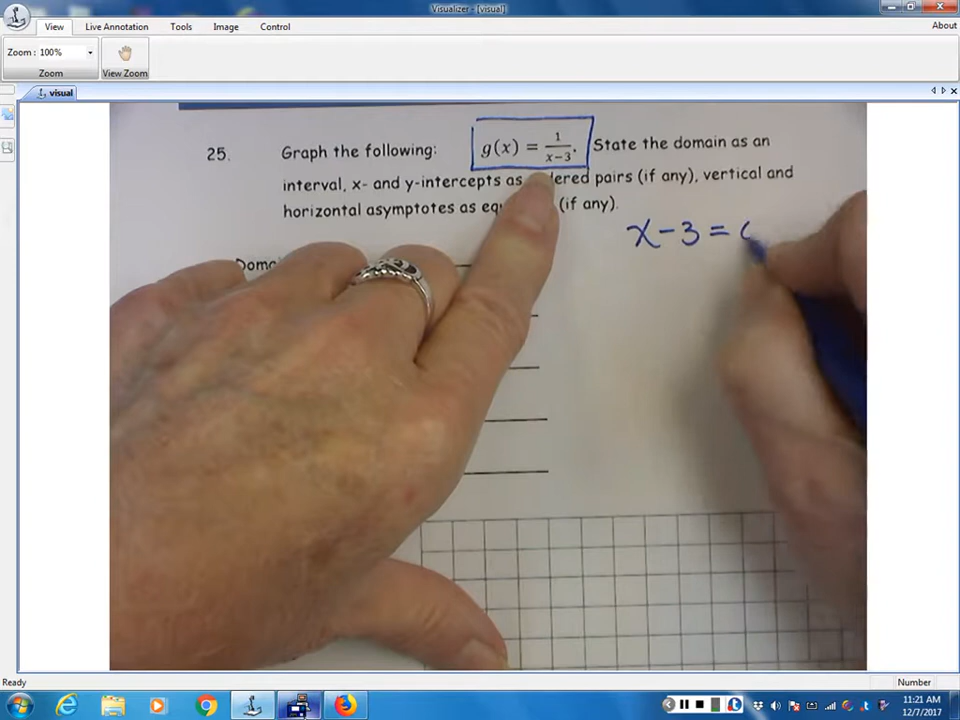 Visualizer - [visual]
View Live Annotation Tools Image Control About
Zoom : 100%
Zoom View Zoom
visual
25. Graph the following: g(x) = 1/(x−3). State the domain as an
interval, x- and y-intercepts as ordered pairs (if any), vertical and
horizontal asymptotes as (if any).
x − 3 =
Ready Number
11:21 AM
12/7/2017